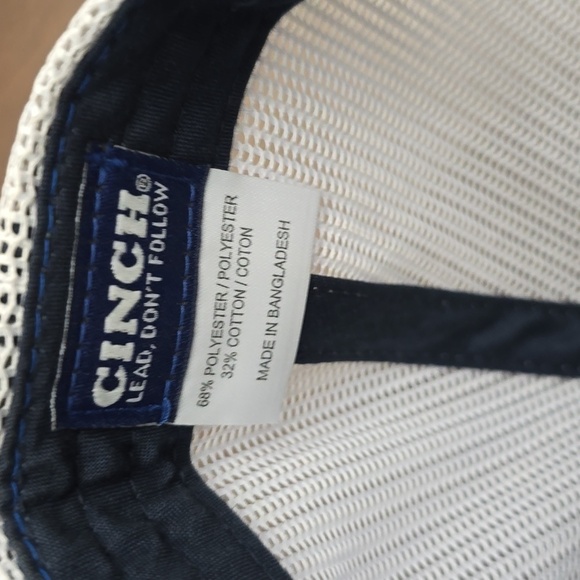 CINCH®
LEAD, DON'T FOLLOW
68% POLYESTER / POLYESTER
32% COTTON / COTON
MADE IN BANGLADESH